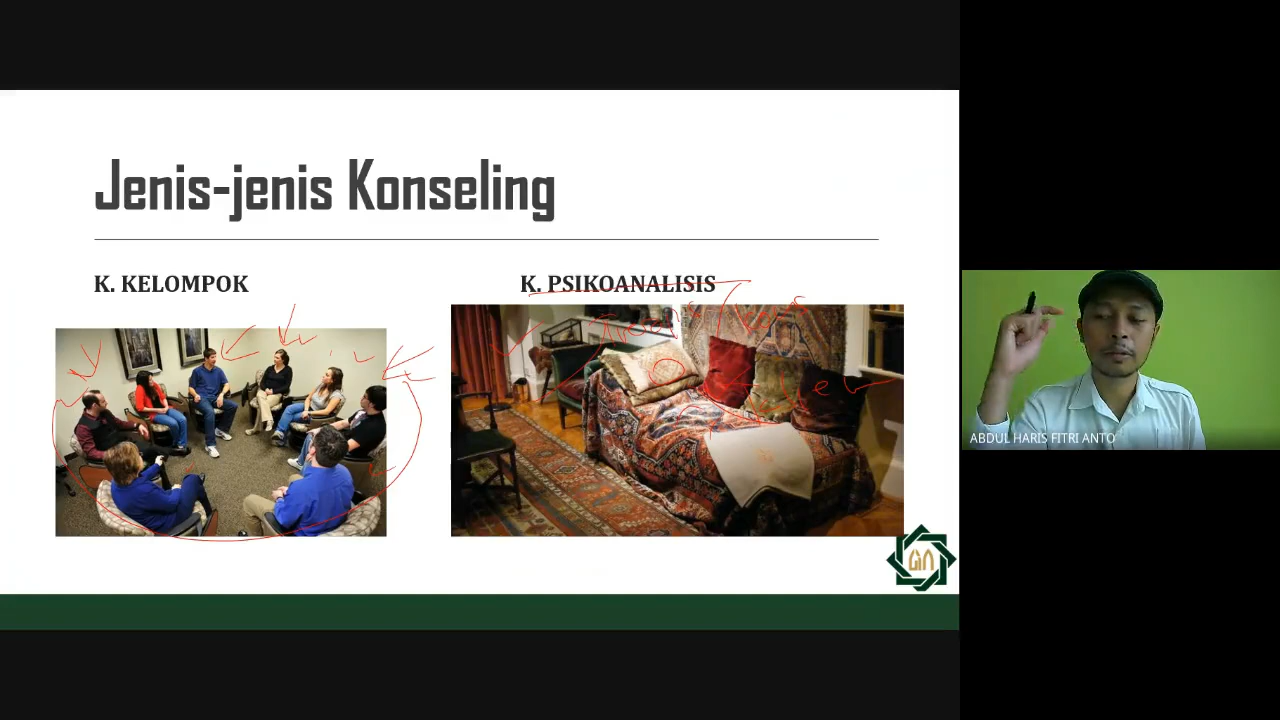 Jenis-jenis Konseling
K. KELOMPOK
K. PSIKOANALISIS
ABDUL HARIS FITRI ANTO